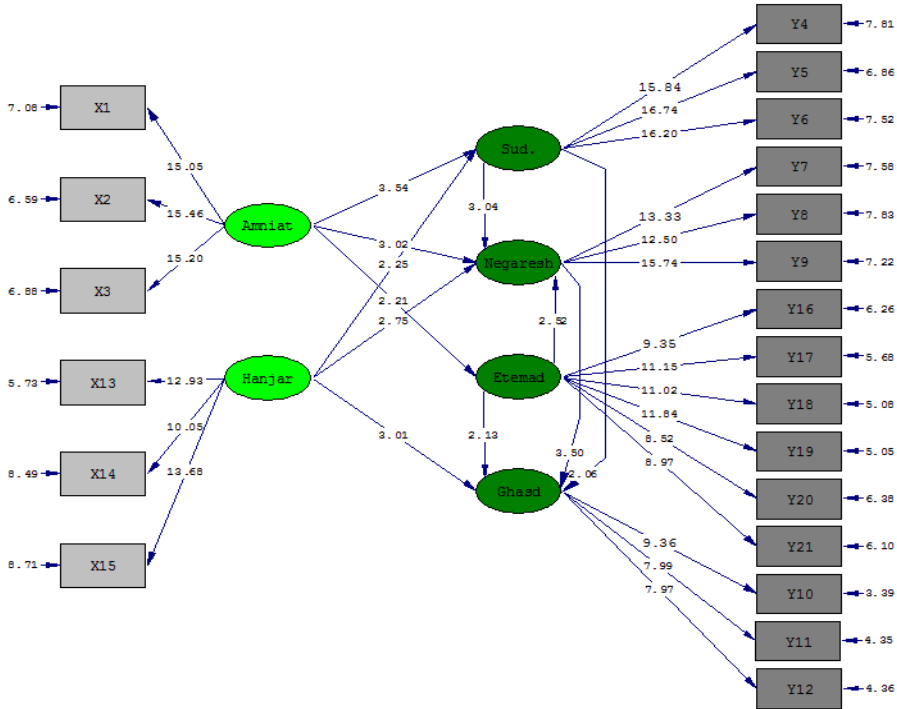 Y4
7.81
Y5
6.86
15.84
7.08
X1
16.74
Y6
7.52
16.20
Sud.
15.05
Y7
7.58
3.54
6.59
X2
3.04
13.33
Y8
7.83
15.46
Amniat
12.50
3.02
15.74
Y9
7.22
15.20
2.25
Negaresh
6.88
X3
2.21
Y16
6.26
2.75
2.52
9.35
Y17
5.68
11.15
5.73
X13
12.93
Hanjar
Etemad
11.02
Y18
5.08
11.84
10.05
3.01
2.13
8.52
Y19
5.05
13.68
3.50
8.97
8.49
X14
2.06
Ghasd
Y20
6.38
9.36
Y21
6.10
8.71
X15
7.99
7.97
Y10
3.39
Y11
4.35
Y12
4.36